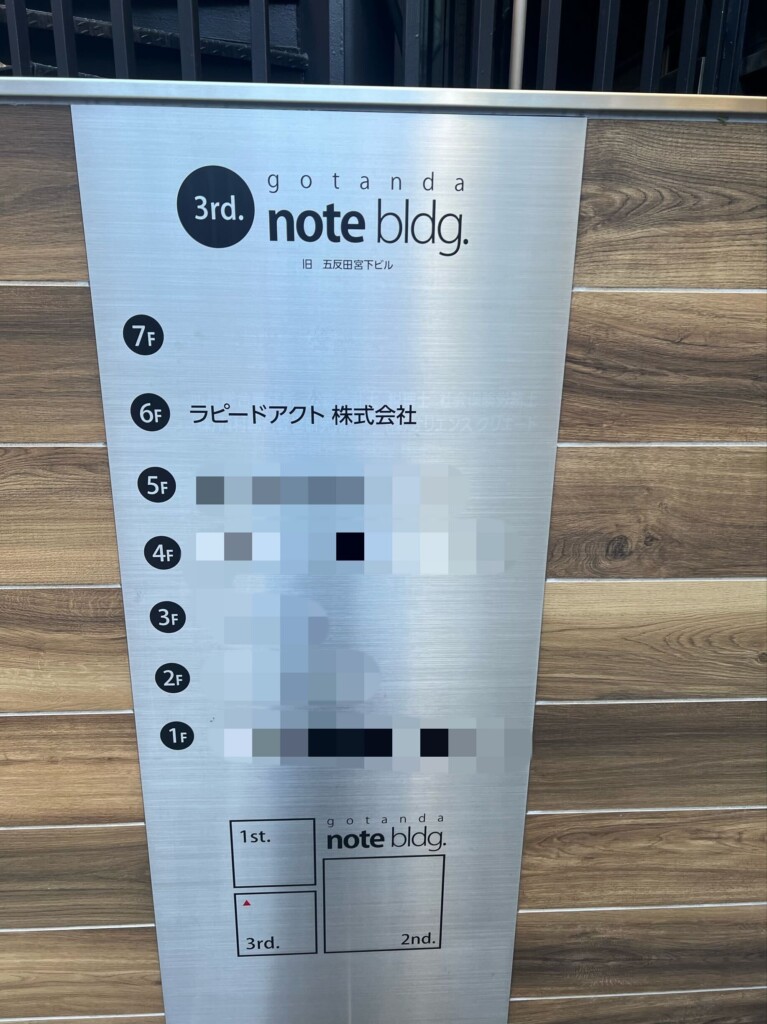 3rd.
gotanda
note bldg.
旧 五反田宮下ビル
7F
6F ラピードアクト 株式会社
5F
4F
3F
2F
1F
gotanda
note bldg.
1st.
3rd.
2nd.